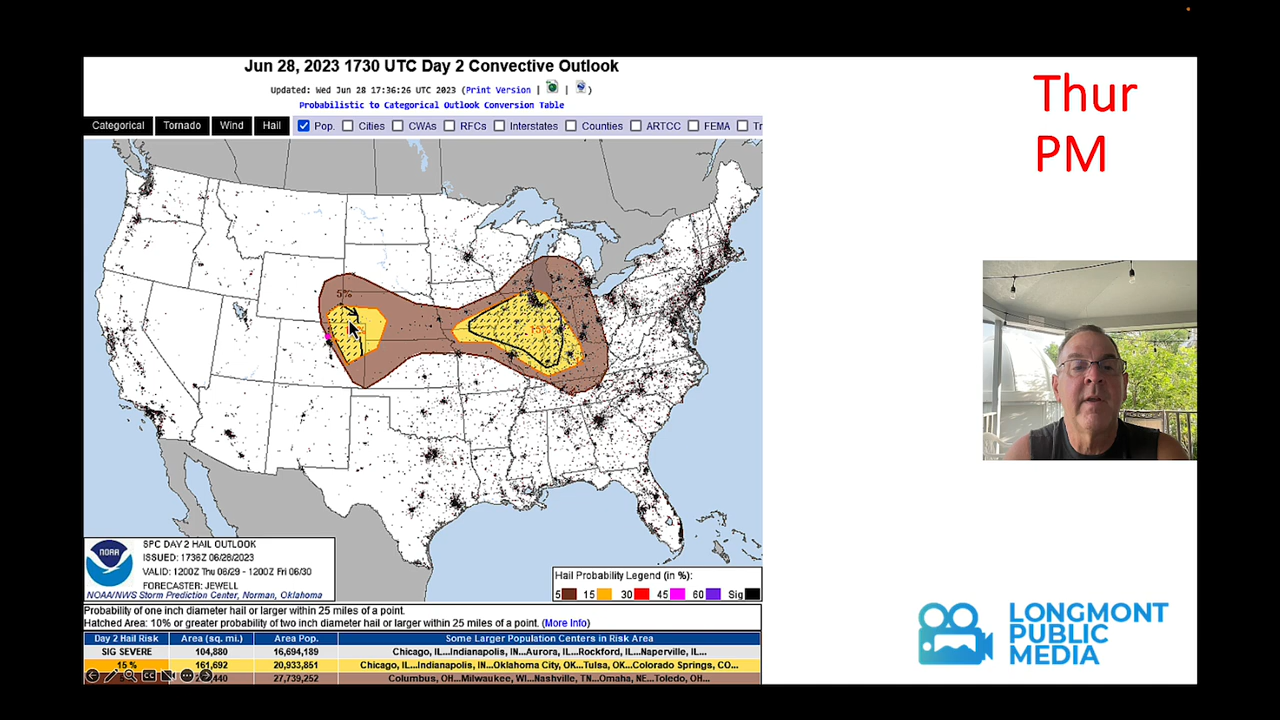 Jun 28, 2023 1730 UTC Day 2 Convective Outlook
Updated: Wed Jun 28 17:36:26 UTC 2023 (Print Version | | )
Probabilistic to Categorical Outlook Conversion Table
Categorical Tornado Wind Hail Pop. Cities CWAs RFCs Interstates Counties ARTCC FEMA Tr
Thur
PM
5%
SPC DAY 2 HAIL OUTLOOK
ISSUED: 1736Z 06/28/2023
VALID: 1200Z Thu 06/29 - 1200Z Fri 06/30
FORECASTER: JEWELL
NOAA/NWS Storm Prediction Center, Norman, Oklahoma
NOAA
Hail Probability Legend (in %):
5 15 30 45 60 Sig
Probability of one inch diameter hail or larger within 25 miles of a point.
Hatched Area: 10% or greater probability of two inch diameter hail or larger within 25 miles of a point. (More Info)
Day 2 Hail Risk Area (sq. mi.) Area Pop. Some Larger Population Centers in Risk Area
SIG SEVERE 104,880 16,694,189 Chicago, IL...Indianapolis, IN...Aurora, IL...Rockford, IL...Naperville, IL...
15 % 161,692 20,933,851 Chicago, IL...Indianapolis, IN...Oklahoma City, OK...Tulsa, OK...Colorado Springs, CO...
27,739,252 Columbus, OH...Milwaukee, WI...Nashville, TN...Omaha, NE...Toledo, OH...
LONGMONT
PUBLIC
MEDIA